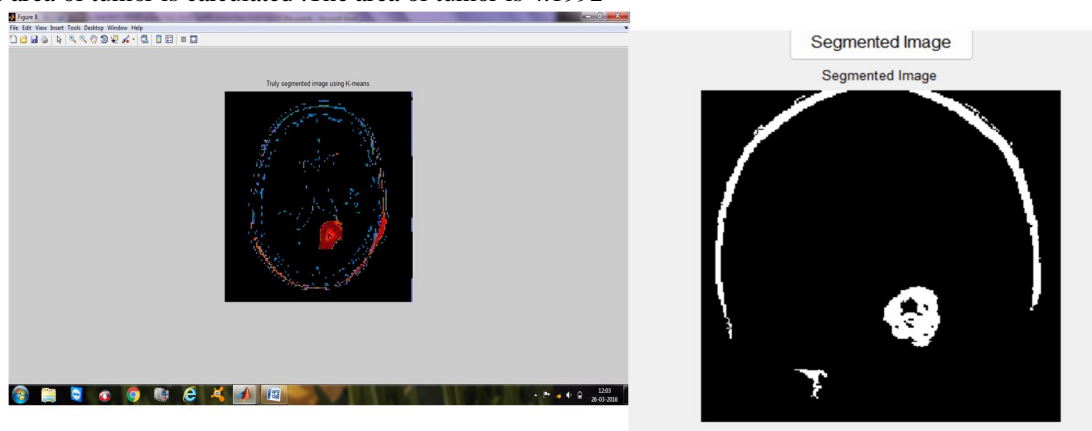 area of tumor is calculated .The area of tumor is 4.1992
Figure 8
File Edit View Insert Tools Desktop Window Help
Truly segmented image using K-means
12:03
26-03-2016
Segmented Image
Segmented Image